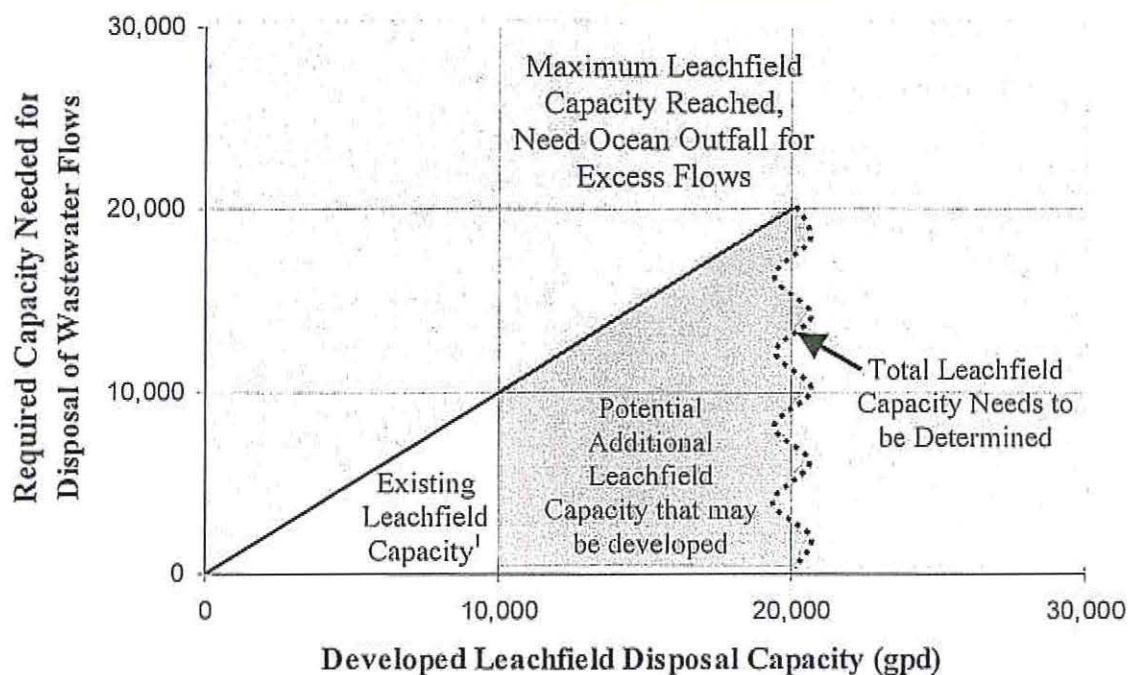 30,000
20,000
10,000
0
Required Capacity Needed for
Disposal of Wastewater Flows
Maximum Leachfield
Capacity Reached,
Need Ocean Outfall for
Excess Flows
Existing
Leachfield
Capacity¹
Potential
Additional
Leachfield
Capacity that may
be developed
Total Leachfield
Capacity Needs to
be Determined
0
10,000
20,000
30,000
Developed Leachfield Disposal Capacity (gpd)